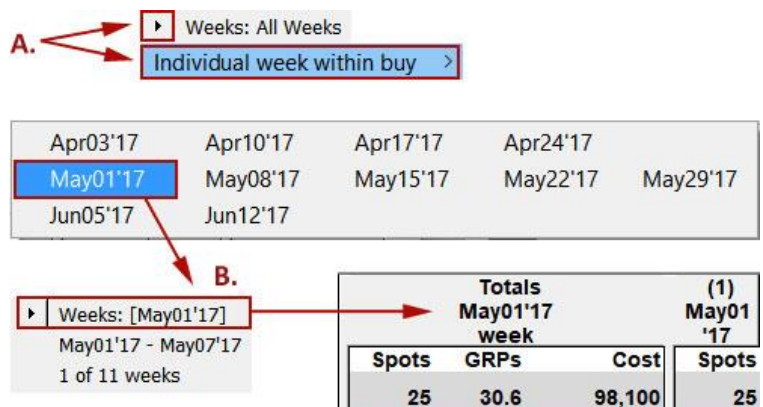 A.
Weeks: All Weeks
Individual week within buy >
Apr03'17 Apr10'17 Apr17'17 Apr24'17
May01'17 May08'17 May15'17 May22'17 May29'17
Jun05'17 Jun12'17
B.
Weeks: [May01'17]
May01'17 - May07'17
1 of 11 weeks
Totals (1)
May01'17 May01
week '17
Spots GRPs Cost Spots
25 30.6 98,100 25